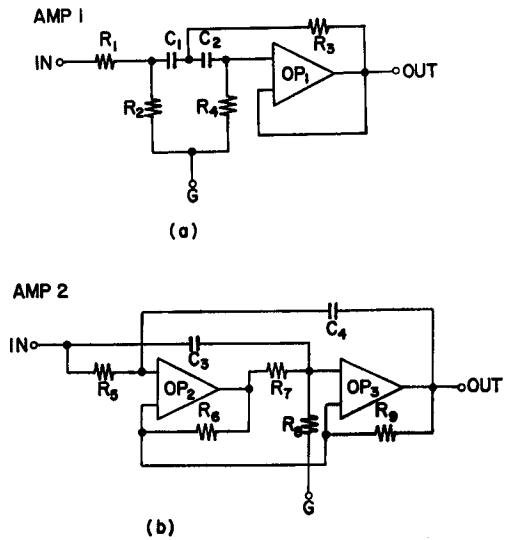 AMP 1
R1 C1 C2 R3
IN OP1 OUT
R2 R4
G
(a)
AMP 2
C4
IN C3
R5 OP2 R7 OP3 OUT
R6 R8 R9
G
(b)